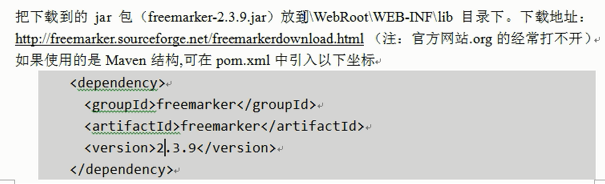 把下载到的 jar 包（freemarker-2.3.9.jar）放到\WebRoot\WEB-INF\lib 目录下。下载地址：
http://freemarker.sourceforge.net/freemarkerdownload.html （注：官方网站.org 的经常打不开）
如果使用的是 Maven 结构,可在 pom.xml 中引入以下坐标
<dependency>
<groupId>freemarker</groupId>
<artifactId>freemarker</artifactId>
<version>2.3.9</version>
</dependency>